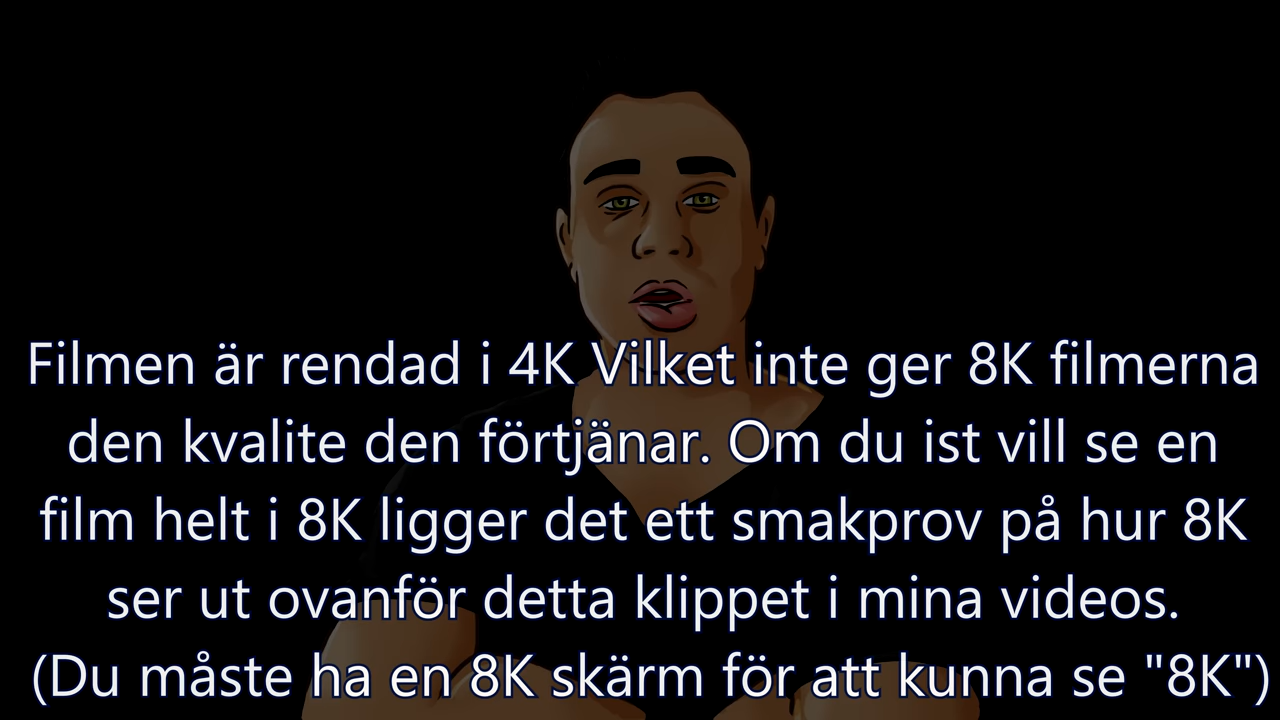 Filmen är rendad i 4K Vilket inte ger 8K filmerna
den kvalite den förtjänar. Om du ist vill se en
film helt i 8K ligger det ett smakprov på hur 8K
ser ut ovanför detta klippet i mina videos.
(Du måste ha en 8K skärm för att kunna se "8K")